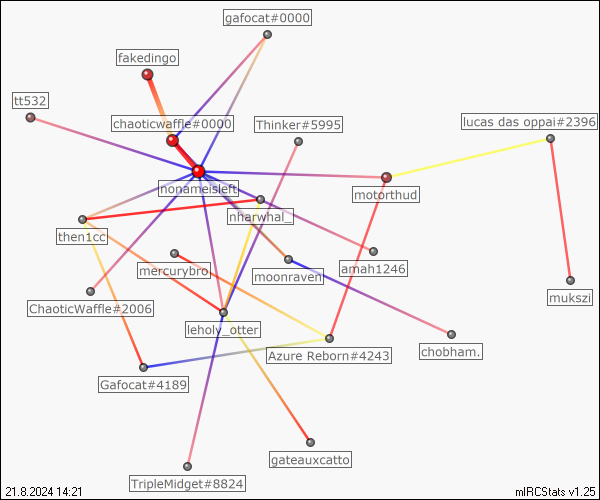 gafocat#0000
fakedingo
tt532
chaoticwaffle#0000
Thinker#5995
lucas das oppai#2396
nonameisleft
motorthud
nharwhal_
then1cc
mercurybro
moonraven
amah1246
ChaoticWaffle#2006
mukszi
leholy_otter
Azure Reborn#4243
chobham.
Gafocat#4189
gateauxcatto
TripleMidget#8824
21.8.2024 14:21
mIRCStats v1.25